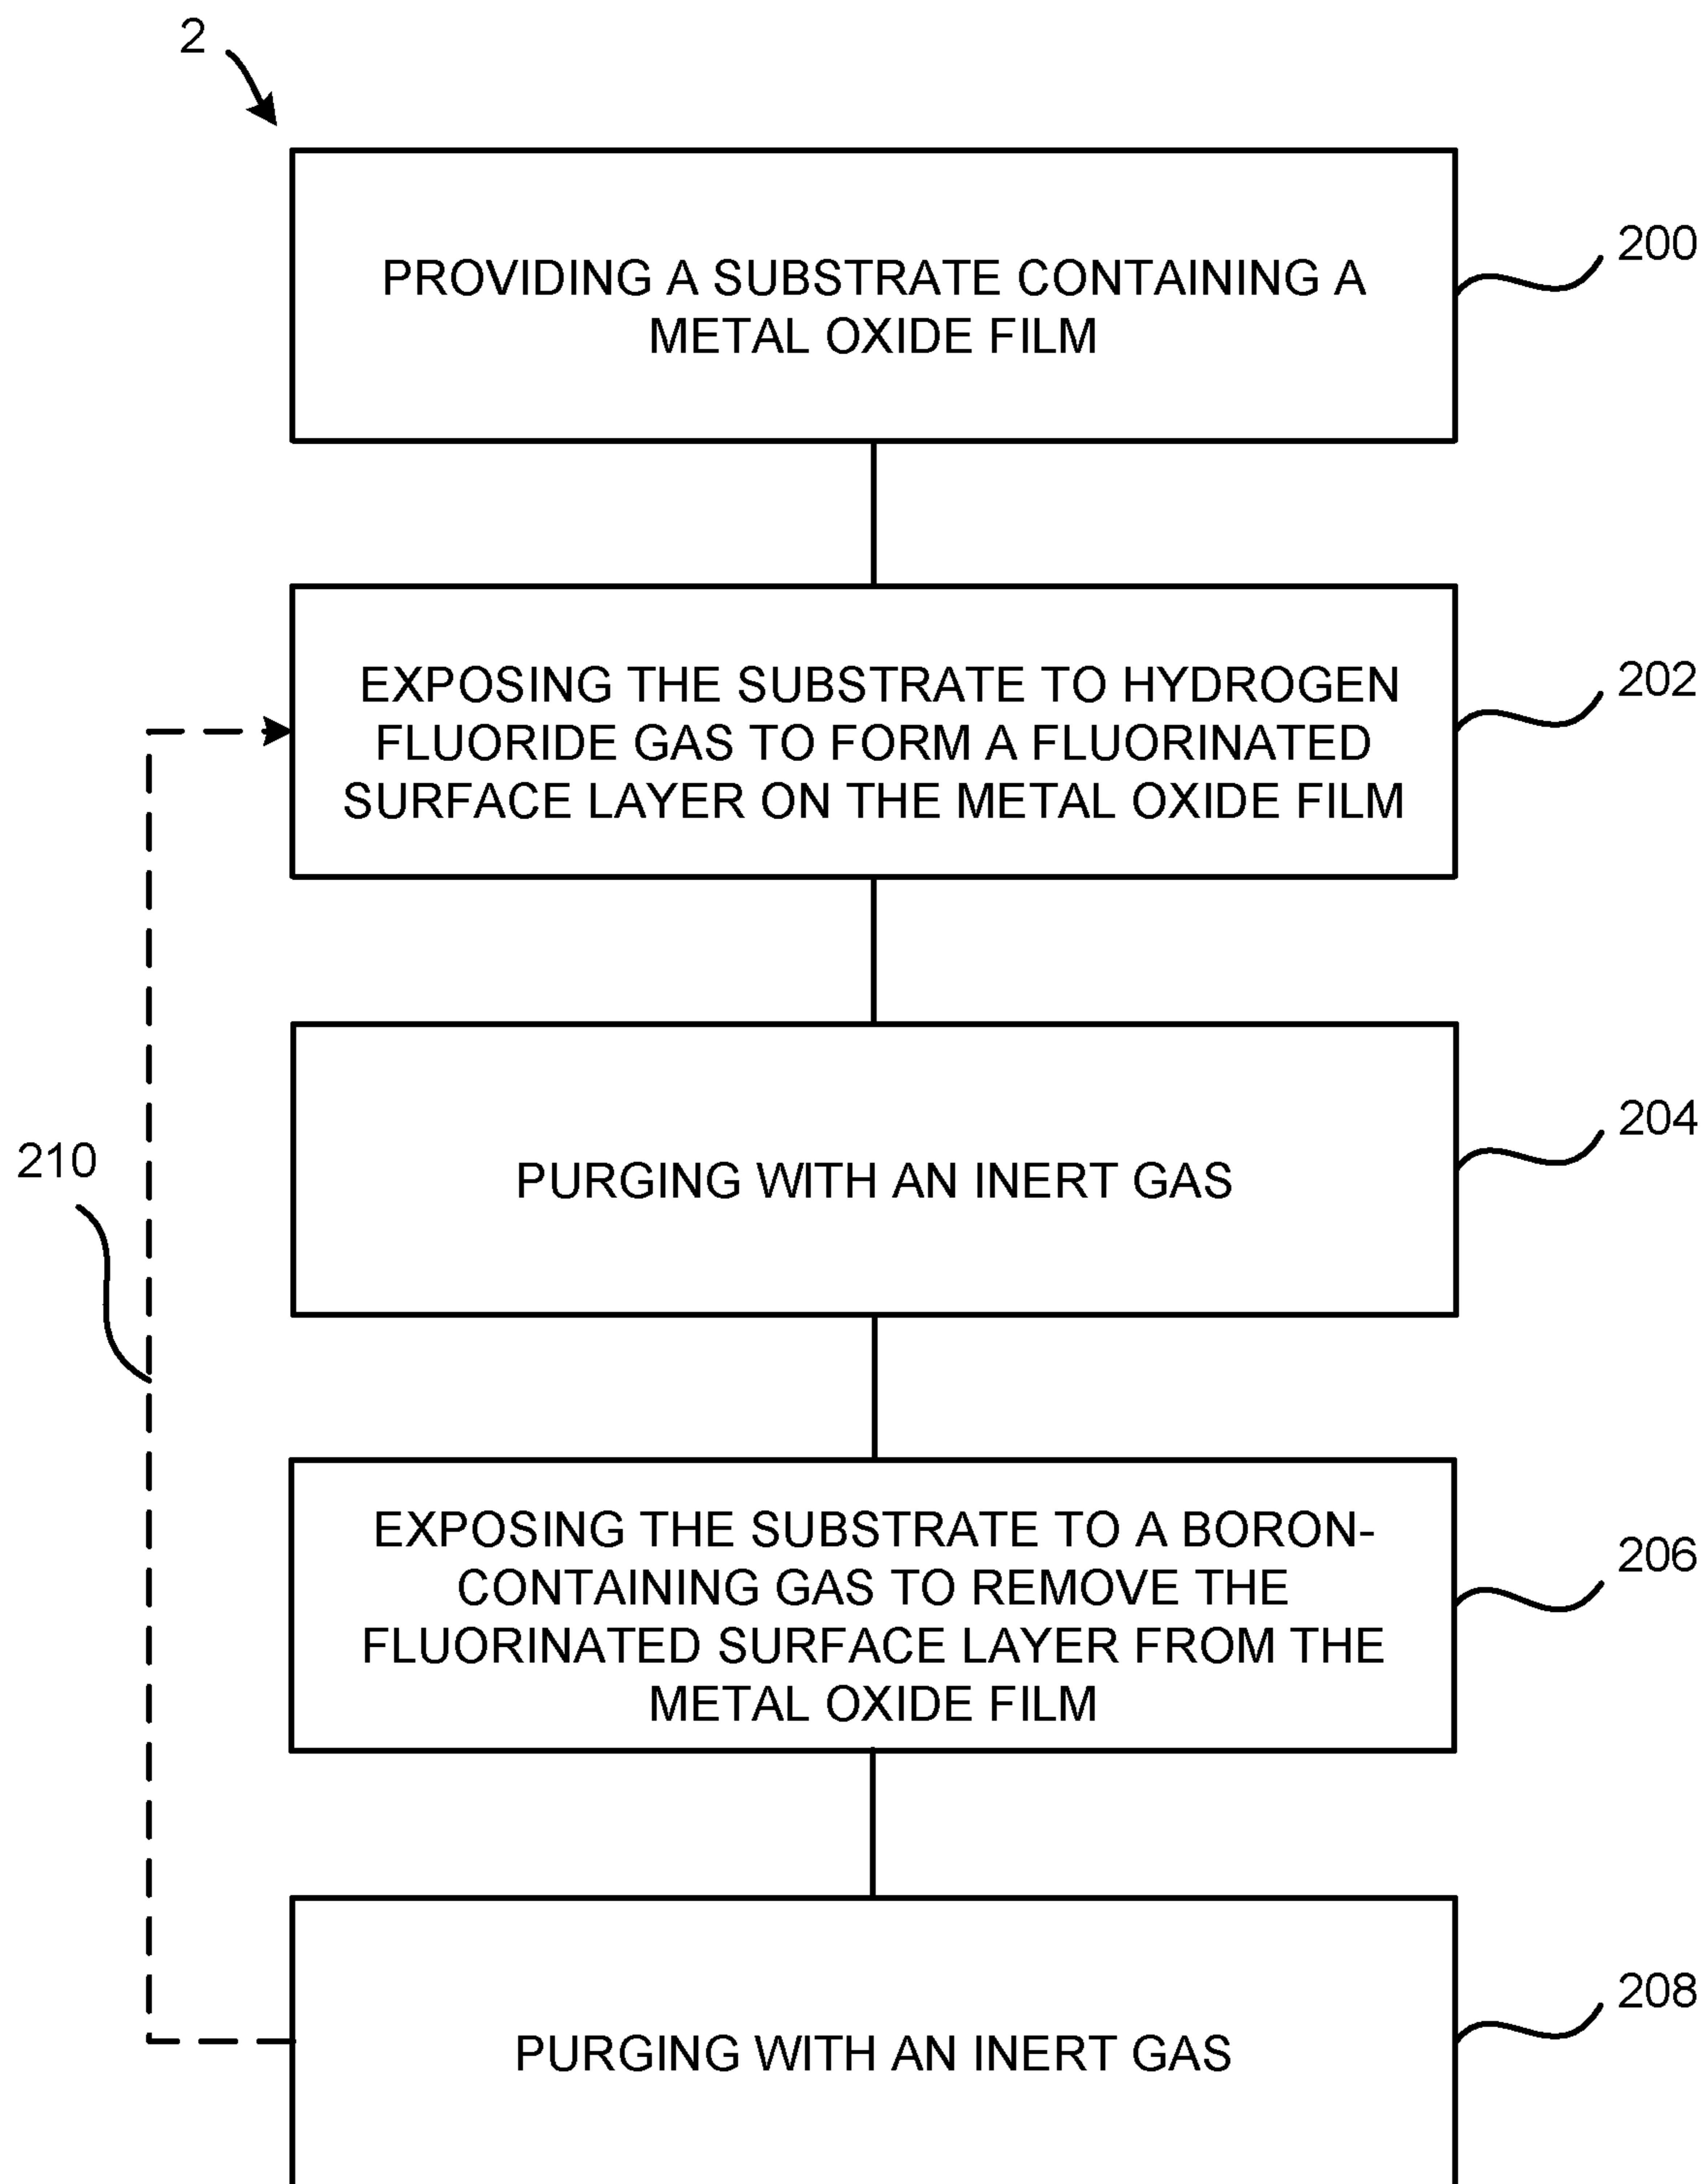 2
PROVIDING A SUBSTRATE CONTAINING A
METAL OXIDE FILM
200
EXPOSING THE SUBSTRATE TO HYDROGEN
FLUORIDE GAS TO FORM A FLUORINATED
SURFACE LAYER ON THE METAL OXIDE FILM
202
PURGING WITH AN INERT GAS
204
210
EXPOSING THE SUBSTRATE TO A BORON-
CONTAINING GAS TO REMOVE THE
FLUORINATED SURFACE LAYER FROM THE
METAL OXIDE FILM
206
PURGING WITH AN INERT GAS
208